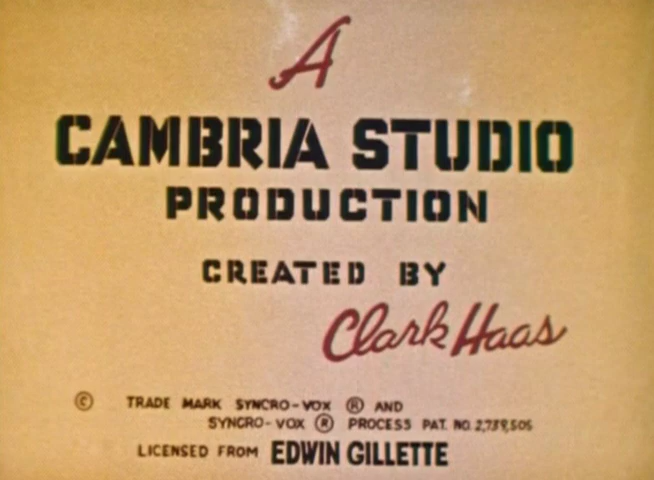 A
CAMBRIA STUDIO
PRODUCTION
CREATED BY
Clark Haas
© TRADE MARK SYNCRO-VOX ® AND
SYNCRO-VOX ® PROCESS PAT. NO. 2,739,505
LICENSED FROM EDWIN GILLETTE